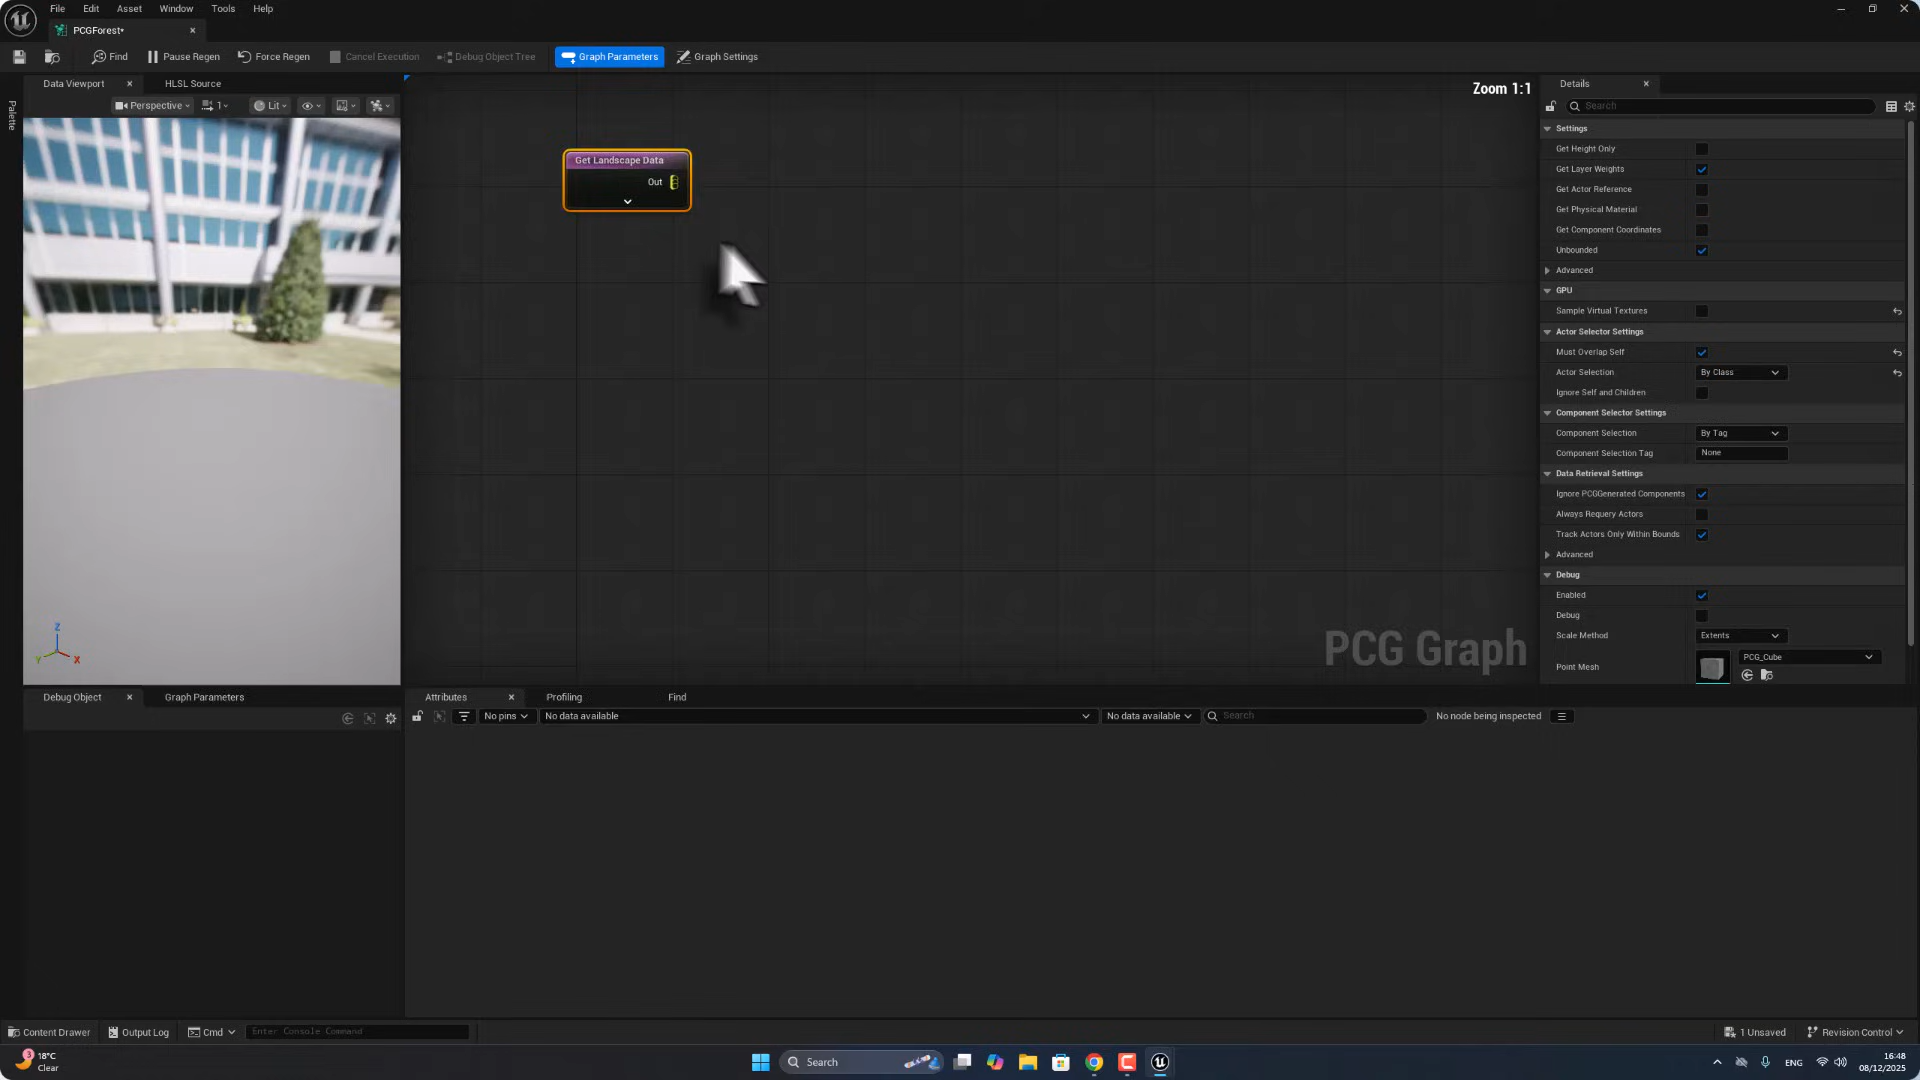 File Edit Asset Window Tools Help
PCGForest*
Find Pause Regen Force Regen Cancel Execution Debug Object Tree Graph Parameters Graph Settings
Palette
Data Viewport HLSL Source
Perspective 1 Lit
Zoom 1:1
Get Landscape Data
Out
PCG Graph
Details
Search
Settings
Get Height Only
Get Layer Weights
Get Actor Reference
Get Physical Material
Get Component Coordinates
Unbounded
Advanced
GPU
Sample Virtual Textures
Actor Selector Settings
Must Overlap Self
Actor Selection By Class
Ignore Self and Children
Component Selector Settings
Component Selection By Tag
Component Selection Tag None
Data Retrieval Settings
Ignore PCGGenerated Components
Always Requery Actors
Track Actors Only Within Bounds
Advanced
Debug
Enabled
Debug
Scale Method Extents
Point Mesh PCG_Cube
Z
Y X
Debug Object Graph Parameters
Attributes Profiling Find
No pins No data available No data available Search No node being inspected
Content Drawer Output Log Cmd Enter Console Command
1 Unsaved Revision Control
3
18°C
Clear
Search
ENG
16:48
08/12/2025